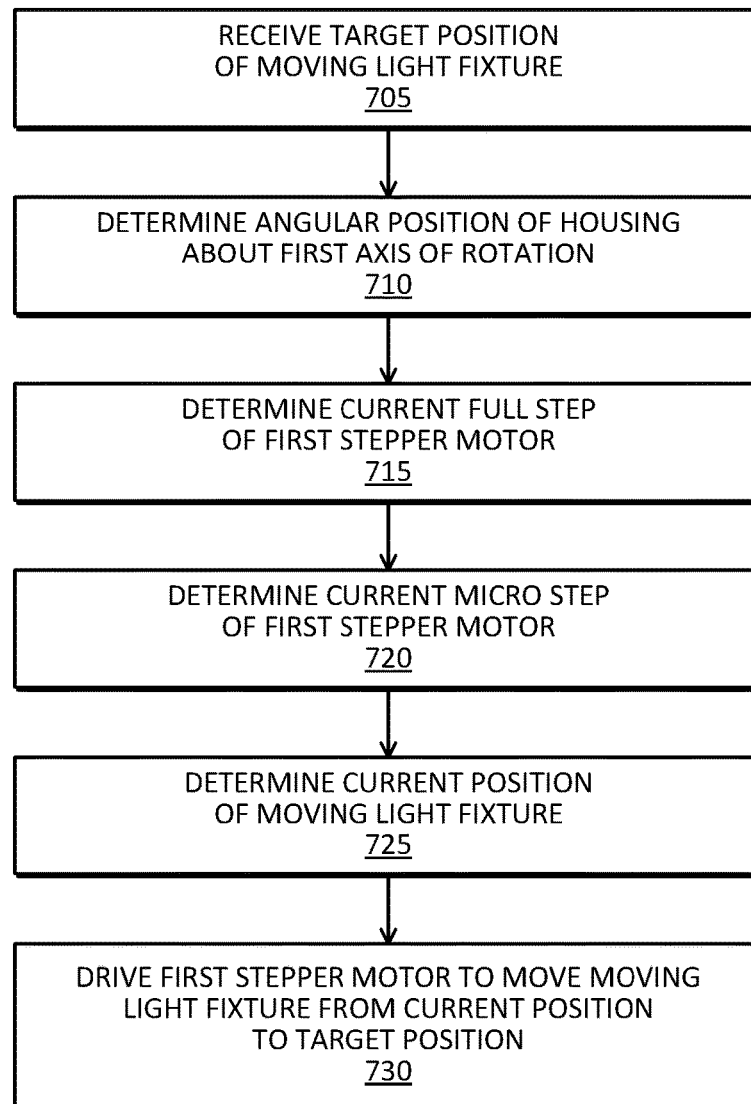 RECEIVE TARGET POSITION
OF MOVING LIGHT FIXTURE
705
DETERMINE ANGULAR POSITION OF HOUSING
ABOUT FIRST AXIS OF ROTATION
710
DETERMINE CURRENT FULL STEP
OF FIRST STEPPER MOTOR
715
DETERMINE CURRENT MICRO STEP
OF FIRST STEPPER MOTOR
720
DETERMINE CURRENT POSITION
OF MOVING LIGHT FIXTURE
725
DRIVE FIRST STEPPER MOTOR TO MOVE MOVING
LIGHT FIXTURE FROM CURRENT POSITION
TO TARGET POSITION
730